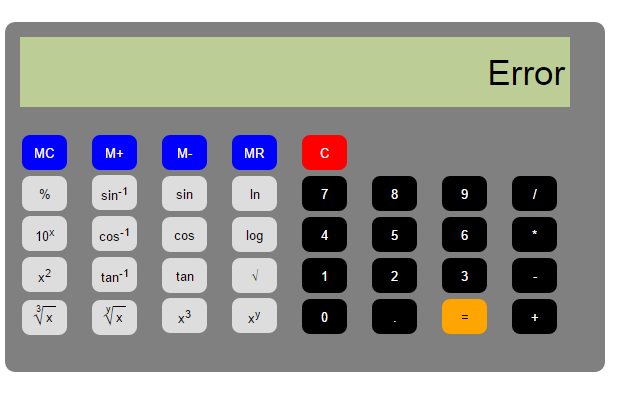 Error
MC M+ M- MR C
% sin⁻¹ sin ln 7 8 9 /
10ˣ cos⁻¹ cos log 4 5 6 *
x² tan⁻¹ tan √ 1 2 3 -
∛x ʸ√x x³ xʸ 0 . = +